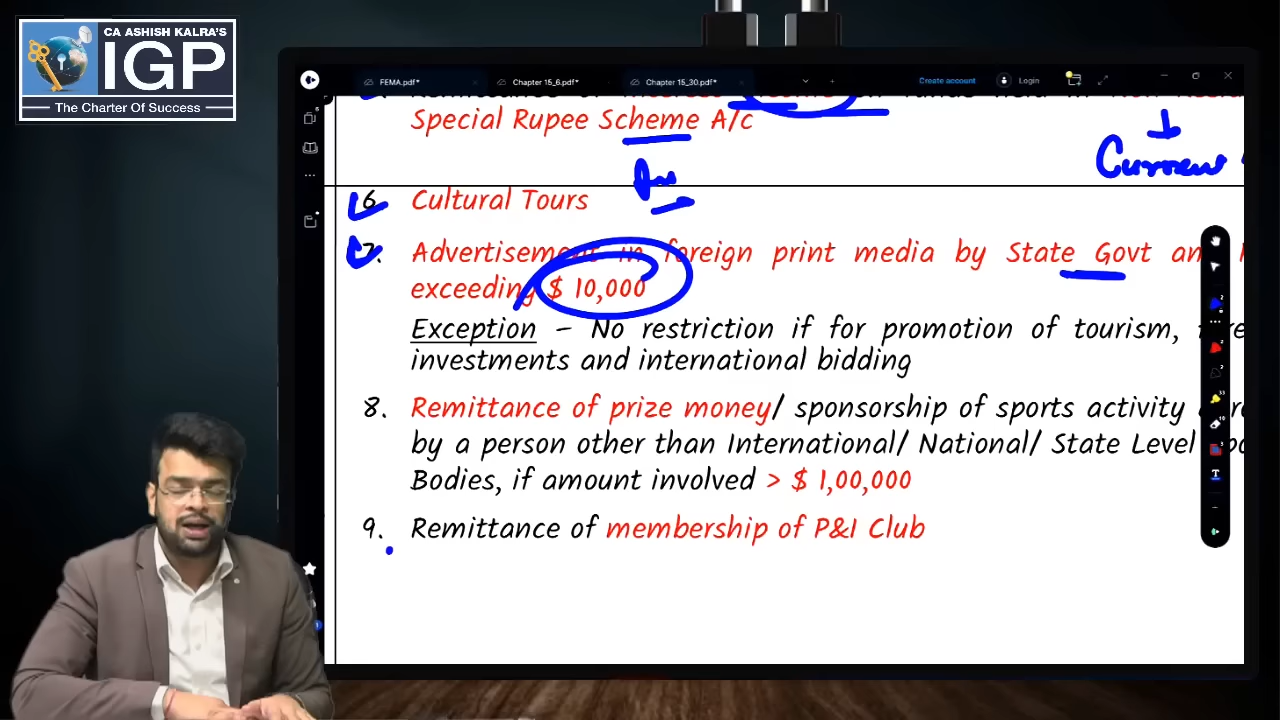 CA ASHISH KALRA'S
IGP
The Charter Of Success
FEMA.pdf*
Chapter 15_6.pdf*
Chapter 15_30.pdf*
Create account
Login
Special Rupee Scheme A/c
Current
6. Cultural Tours
7. Advertisement in foreign print media by State Govt
exceeding $ 10,000
Exception – No restriction if for promotion of tourism,
investments and international bidding
8. Remittance of prize money/ sponsorship of sports activity
by a person other than International/ National/ State Level
Bodies, if amount involved > $ 1,00,000
9. Remittance of membership of P&I Club